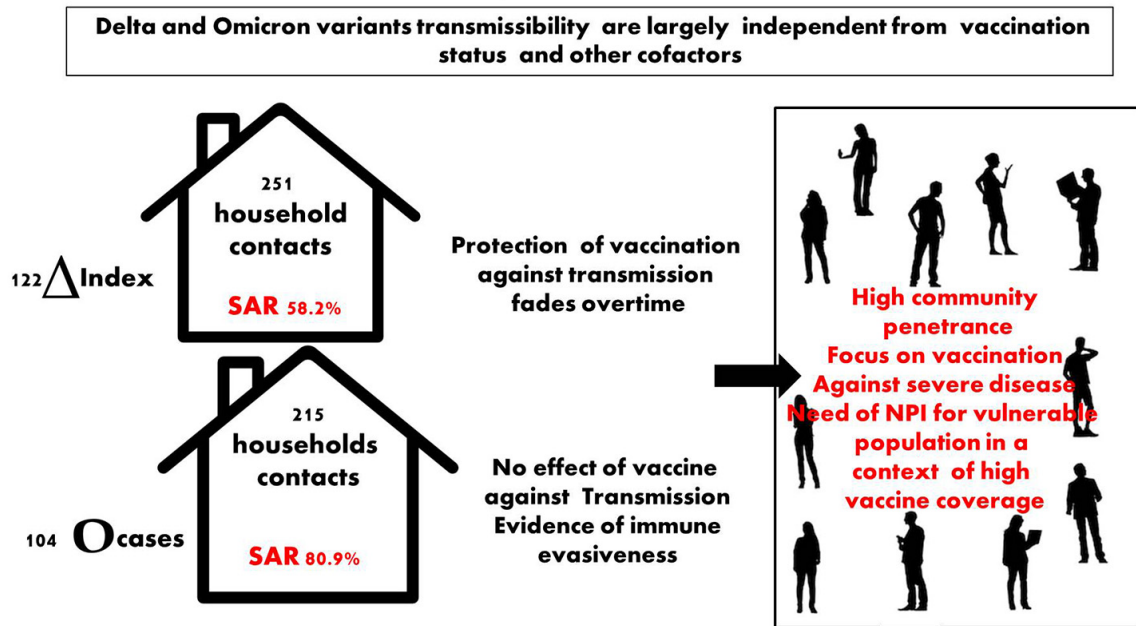 Delta and Omicron variants transmissibility are largely independent from vaccination
status and other cofactors
251
household
contacts
SAR 58.2%
122 Δ Index
Protection of vaccination
against transmission
fades overtime
215
households
contacts
SAR 80.9%
104 O cases
No effect of vaccine
against Transmission
Evidence of immune
evasiveness
High community
penetrance
Focus on vaccination
Against severe disease
Need of NPI for vulnerable
population in a
context of high
vaccine coverage